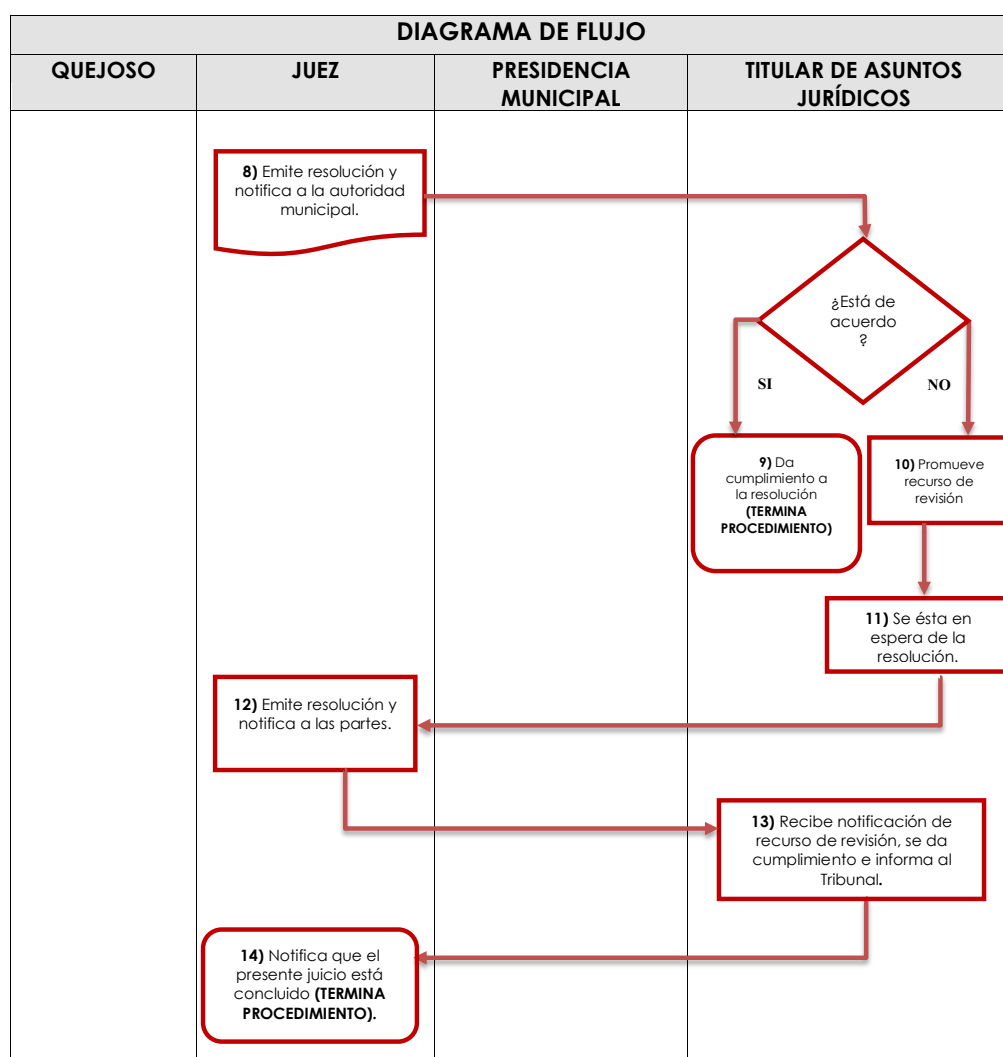 DIAGRAMA DE FLUJO
QUEJOSO
JUEZ
PRESIDENCIA
MUNICIPAL
TITULAR DE ASUNTOS
JURÍDICOS
8) Emite resolución y
notifica a la autoridad
municipal.
¿Está de
acuerdo
?
SI
NO
9) Da
cumplimiento a
la resolución
(TERMINA
PROCEDIMIENTO)
10) Promueve
recurso de
revisión
11) Se ésta en
espera de la
resolución.
12) Emite resolución y
notifica a las partes.
13) Recibe notificación de
recurso de revisión, se da
cumplimiento e informa al
Tribunal.
14) Notifica que el
presente juicio está
concluido (TERMINA
PROCEDIMIENTO).